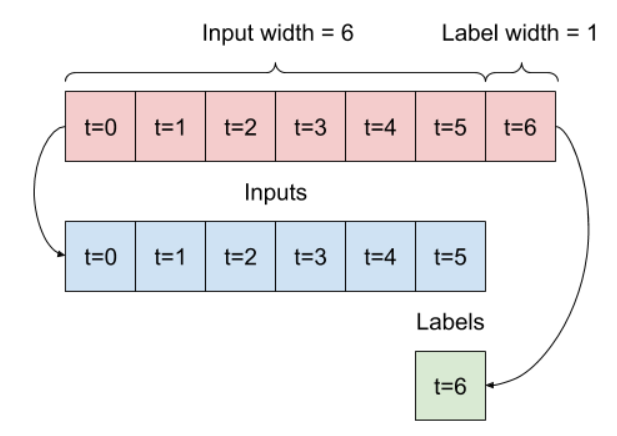 Input width = 6 Label width = 1
t=0 t=1 t=2 t=3 t=4 t=5 t=6
Inputs
t=0 t=1 t=2 t=3 t=4 t=5
Labels
t=6